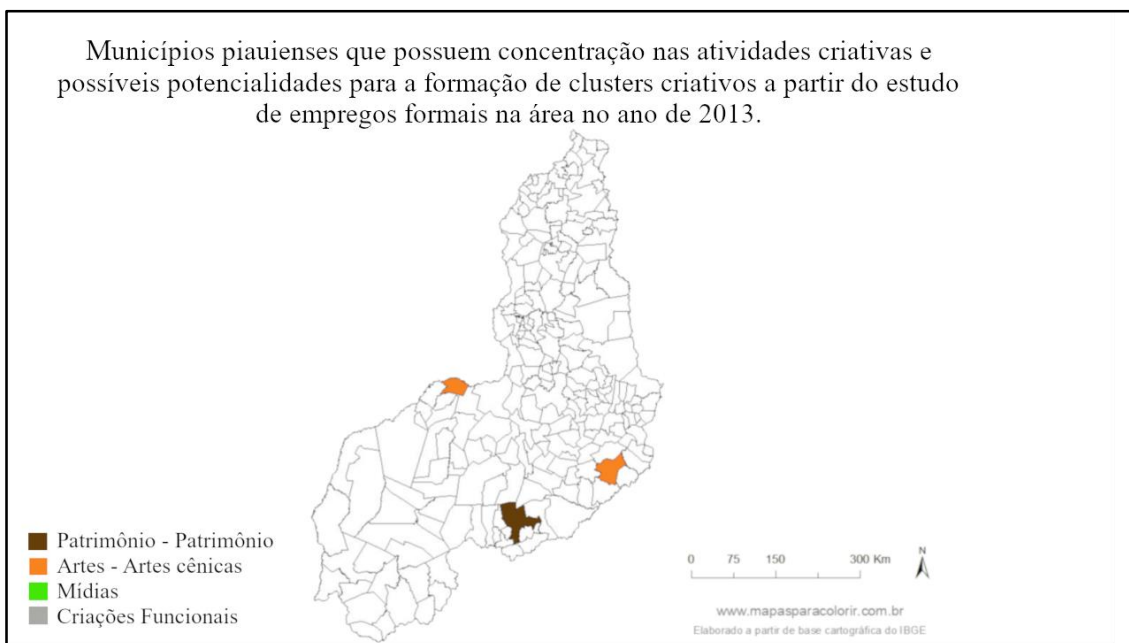 Municípios piauienses que possuem concentração nas atividades criativas e
possíveis potencialidades para a formação de clusters criativos a partir do estudo
de empregos formais na área no ano de 2013.
Patrimônio - Patrimônio
Artes - Artes cênicas
Mídias
Criações Funcionais
0 75 150 300 Km
N
www.mapasparacolorir.com.br
Elaborado a partir de base cartográfica do IBGE